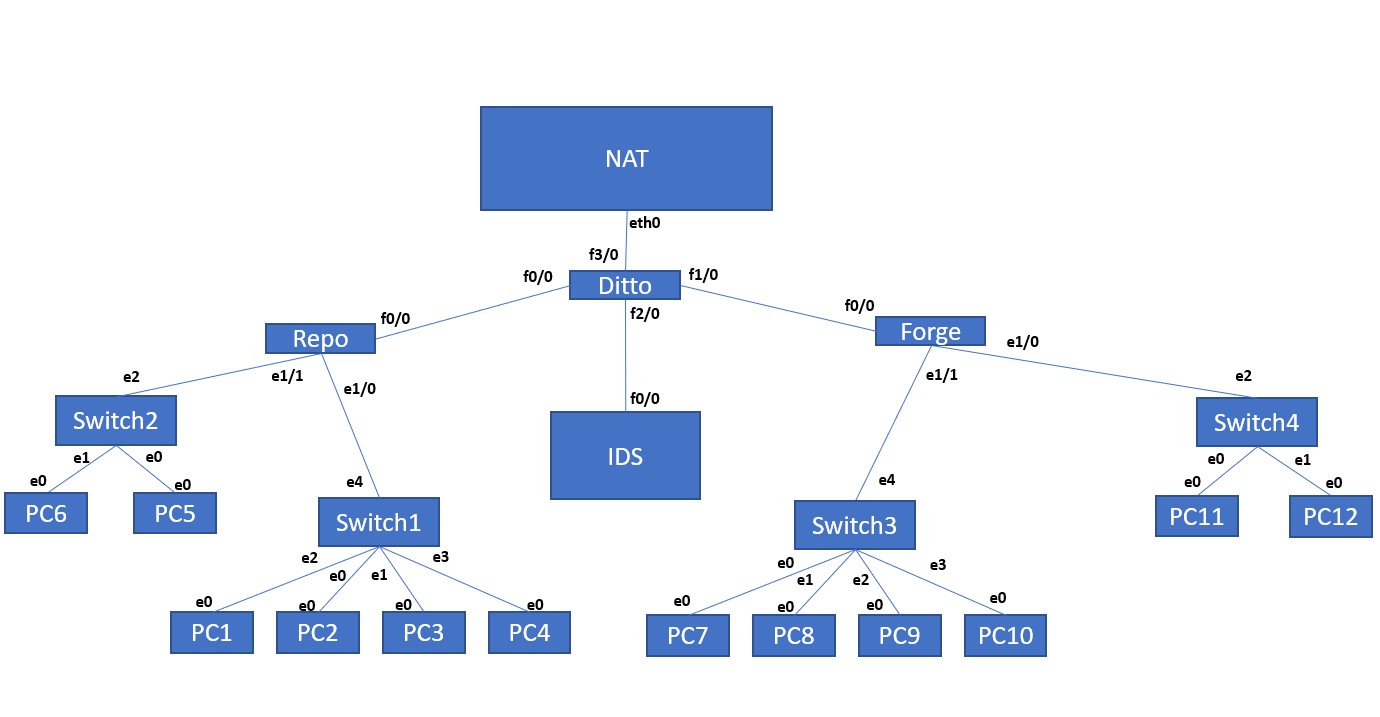 NAT
eth0
f3/0
f0/0
Ditto
f1/0
f2/0
f0/0
f0/0
Repo
Forge
e1/0
e2
e1/1
e1/0
e1/1
e2
f0/0
Switch2
Switch4
IDS
e1
e0
e0
e1
e0
e0
e0
e0
PC6
PC5
PC11
PC12
e4
e4
Switch1
Switch3
e2
e0
e1
e3
e0
e1
e2
e3
e0
e0
e0
e0
e0
e0
e0
e0
PC1
PC2
PC3
PC4
PC7
PC8
PC9
PC10